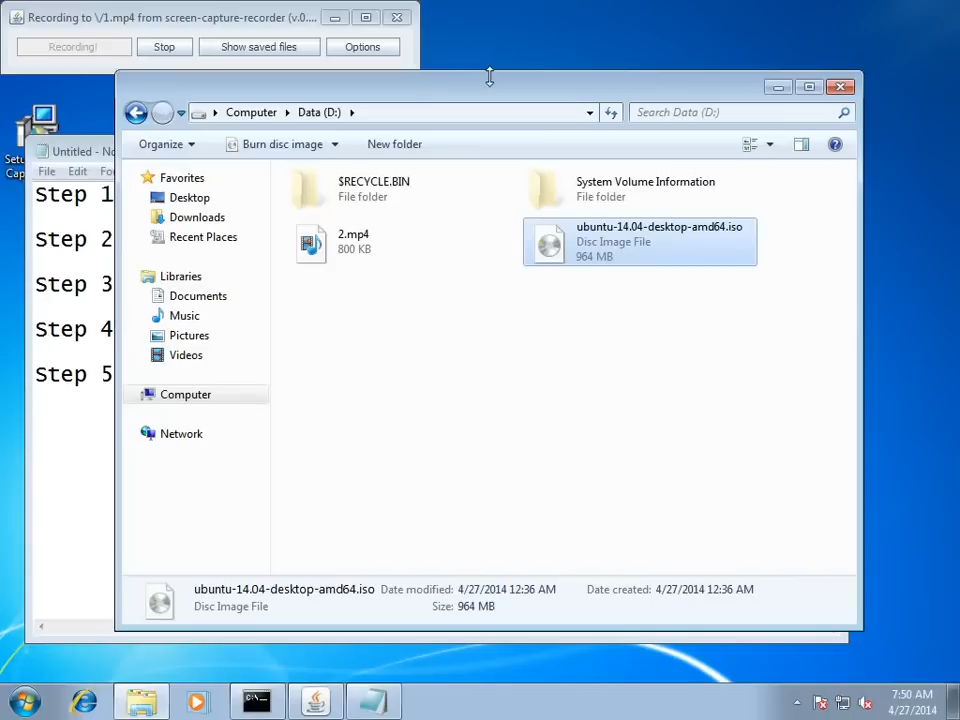 Recording to \/1.mp4 from screen-capture-recorder (v.0....
Recording!
Stop
Show saved files
Options
Computer
Data (D:)
Search Data (D:)
Organize
Burn disc image
New folder
Setu
Cap
Untitled - No
File
Edit
Fo
Step 1
Step 2
Step 3
Step 4
Step 5
Favorites
Desktop
Downloads
Recent Places
Libraries
Documents
Music
Pictures
Videos
Computer
Network
$RECYCLE.BIN
File folder
System Volume Information
File folder
2.mp4
800 KB
ubuntu-14.04-desktop-amd64.iso
Disc Image File
964 MB
ubuntu-14.04-desktop-amd64.iso Date modified: 4/27/2014 12:36 AM Date created: 4/27/2014 12:36 AM
Disc Image File Size: 964 MB
C:\.
7:50 AM
4/27/2014